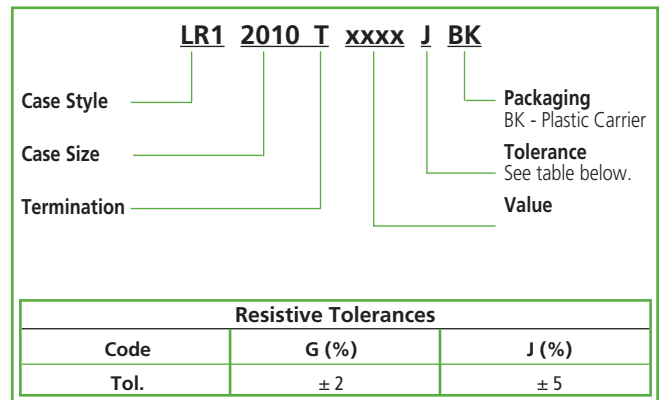 LR1 2010 T xxxx J BK
Case Style
Case Size
Termination
Packaging
BK - Plastic Carrier
Tolerance
See table below.
Value
Resistive Tolerances
Code G (%) J (%)
Tol. ± 2 ± 5